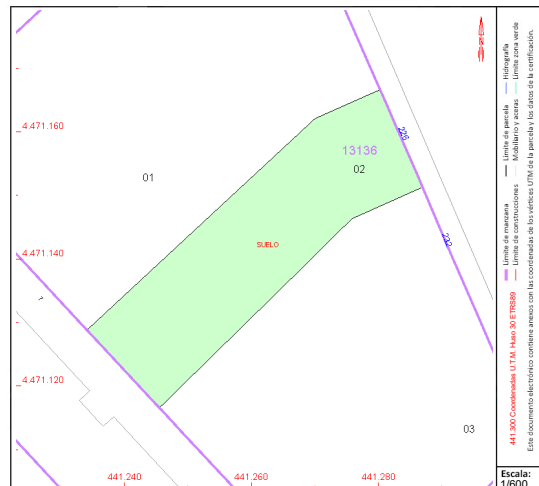 4.471.160
4.471.140
4.471.120
441.240
441.260
441.280
01
13136
02
SUELO
226
232
7
03
Límite de manzana
Límite de parcela
Hidrografía
Límite de construcciones
Mobiliario y aceras
Límite zona verde
441.300 Coordenadas U.T.M. Huso 30 ETRS89
Este documento electrónico contiene anexos con las coordenadas de los vértices UTM de la parcela y los datos de la certificación.
Escala:
1/600